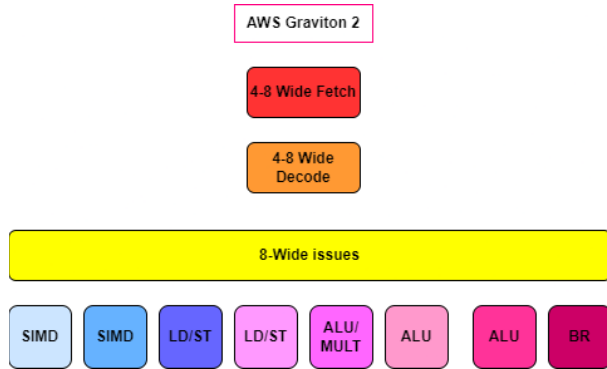 AWS Graviton 2
4-8 Wide Fetch
4-8 Wide
Decode
8-Wide issues
SIMD
SIMD
LD/ST
LD/ST
ALU/
MULT
ALU
ALU
BR